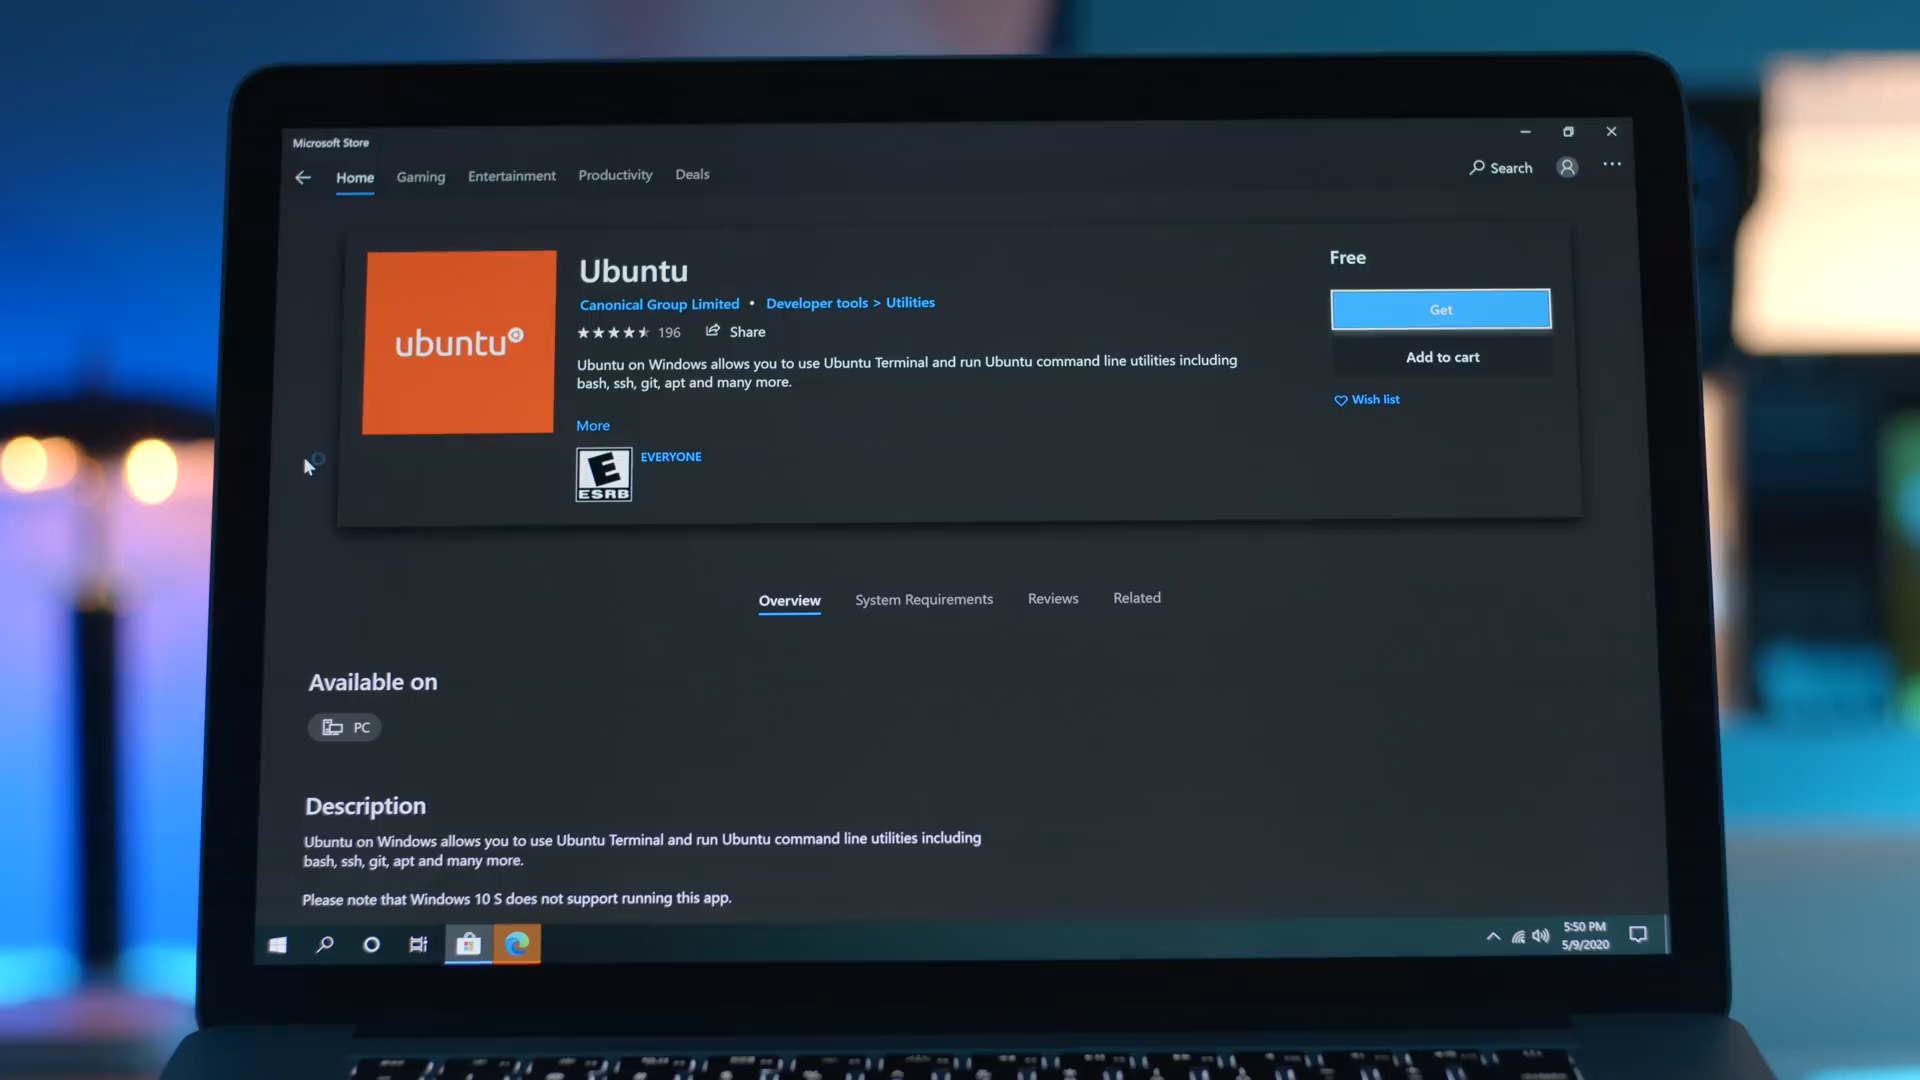 Microsoft Store
Home Gaming Entertainment Productivity Deals
Search
ubuntu
Ubuntu
Canonical Group Limited • Developer tools > Utilities
196 Share
Ubuntu on Windows allows you to use Ubuntu Terminal and run Ubuntu command line utilities including
bash, ssh, git, apt and many more.
More
E
ESRB
EVERYONE
Free
Get
Add to cart
Wish list
Overview System Requirements Reviews Related
Available on
PC
Description
Ubuntu on Windows allows you to use Ubuntu Terminal and run Ubuntu command line utilities including
bash, ssh, git, apt and many more.
Please note that Windows 10 S does not support running this app.
5:50 PM
5/9/2020